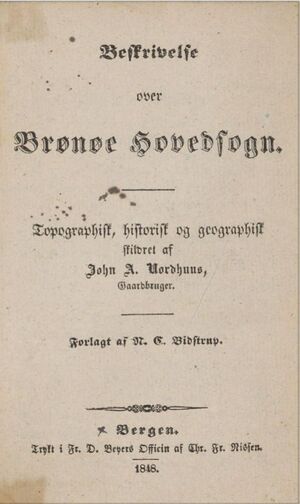 Beskrivelse
over
Brønøe Hovedsogn.
Topographisk, historisk og geographisk
skildret af
John A. Nordhuus,
Gaardbruger.
Forlagt af N. C. Bidstrup.
Bergen.
Trykt i Fr. D. Beyers Officin af Chr. Fr. Nissen.
1848.